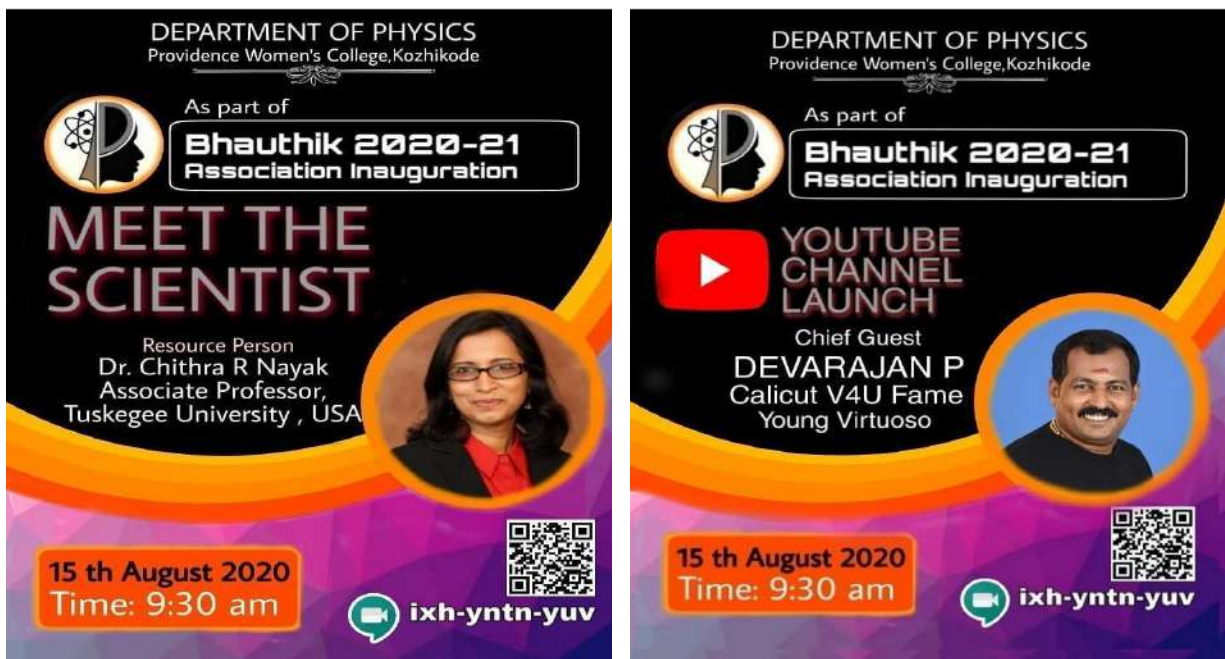 DEPARTMENT OF PHYSICS
Providence Women's College,Kozhikode
As part of
Bhauthik 2020-21
Association Inauguration
MEET THE
SCIENTIST
Resource Person
Dr. Chithra R Nayak
Associate Professor,
Tuskegee University , USA
15 th August 2020
Time: 9:30 am
ixh-yntn-yuv
DEPARTMENT OF PHYSICS
Providence Women's College,Kozhikode
As part of
Bhauthik 2020-21
Association Inauguration
YOUTUBE
CHANNEL
LAUNCH
Chief Guest
DEVARAJAN P
Calicut V4U Fame
Young Virtuoso
15 th August 2020
Time: 9:30 am
ixh-yntn-yuv